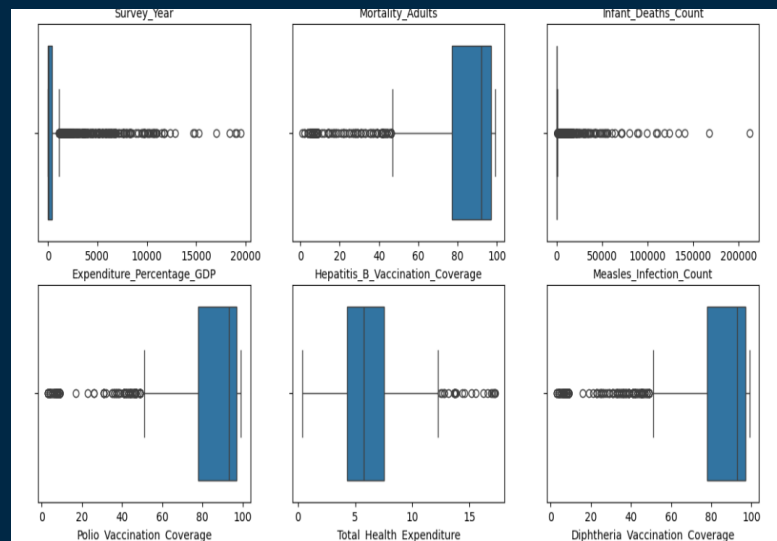 Survey_Year Mortality_Adults Infant_Deaths_Count
0 5000 10000 15000 20000 0 20 40 60 80 100 0 50000 100000 150000 200000
Expenditure_Percentage_GDP Hepatitis_B_Vaccination_Coverage Measles_Infection_Count
0 20 40 60 80 100 0 5 10 15 0 20 40 60 80 100
Polio_Vaccination_Coverage Total_Health_Expenditure Diphtheria_Vaccination_Coverage